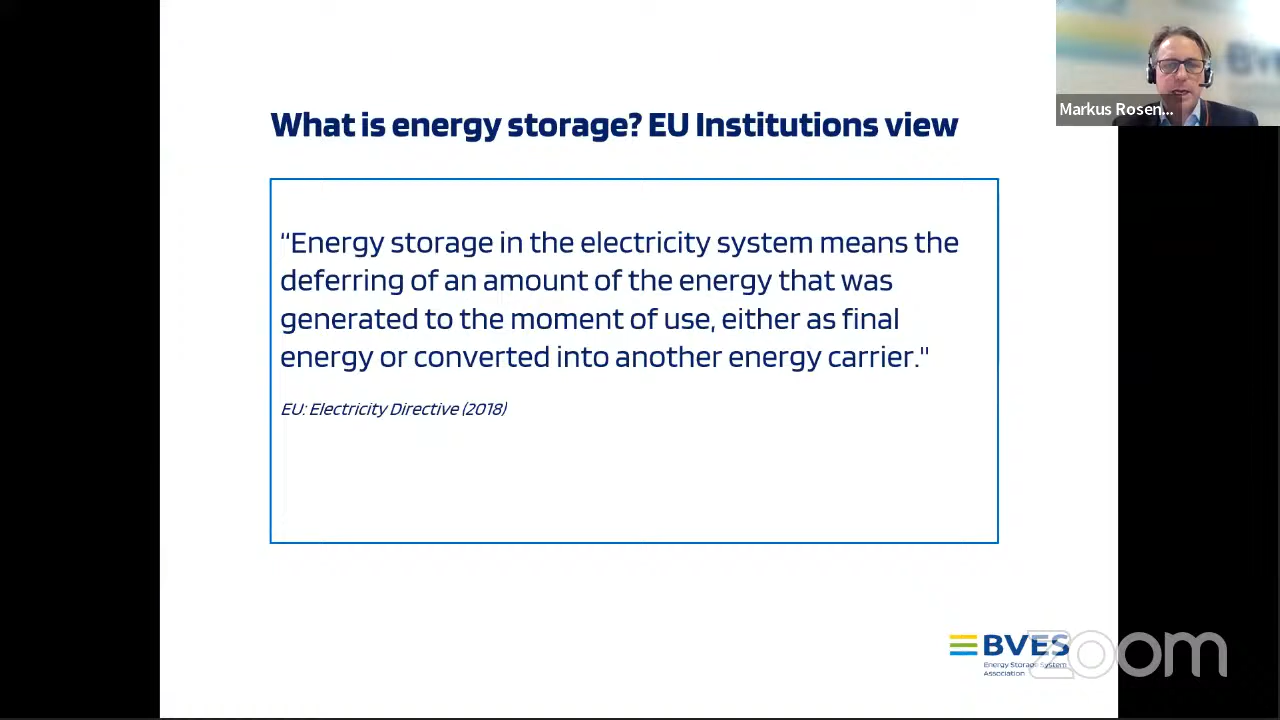 What is energy storage? EU Institutions view
“Energy storage in the electricity system means the
deferring of an amount of the energy that was
generated to the moment of use, either as final
energy or converted into another energy carrier."
EU: Electricity Directive (2018)
Markus Rosen...
BVES
Energy Storage System
Association
zoom